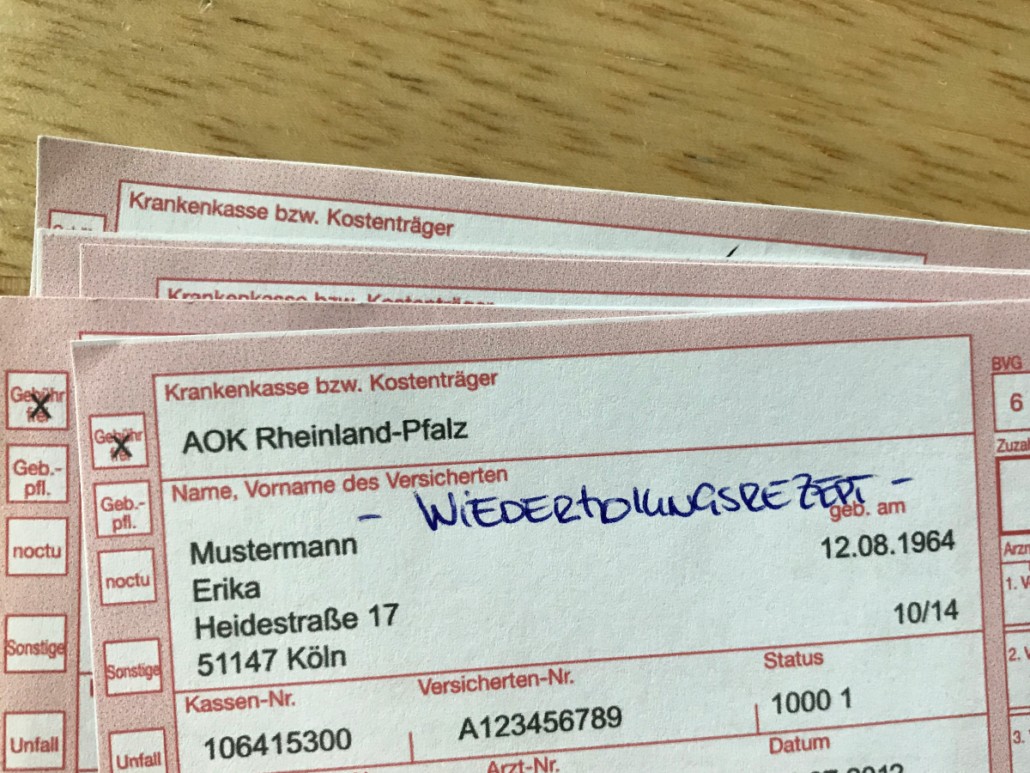 Krankenkasse bzw. Kostenträger
Krankenkasse bzw. Kostenträger
Gebühr frei
Geb.-
pfl.
noctu
Sonstige
Unfall
Gebühr frei
Geb.-
pfl.
noctu
Sonstige
Unfall
Krankenkasse bzw. Kostenträger
AOK Rheinland-Pfalz
Name, Vorname des Versicherten
- WIEDERHOLUNGSREZEPT -
geb. am
Mustermann
12.08.1964
Erika
Heidestraße 17
10/14
51147 Köln
Kassen-Nr.
Versicherten-Nr.
Status
106415300
A123456789
1000 1
Arzt-Nr.
Datum
BVG
6
1.
2.
3.